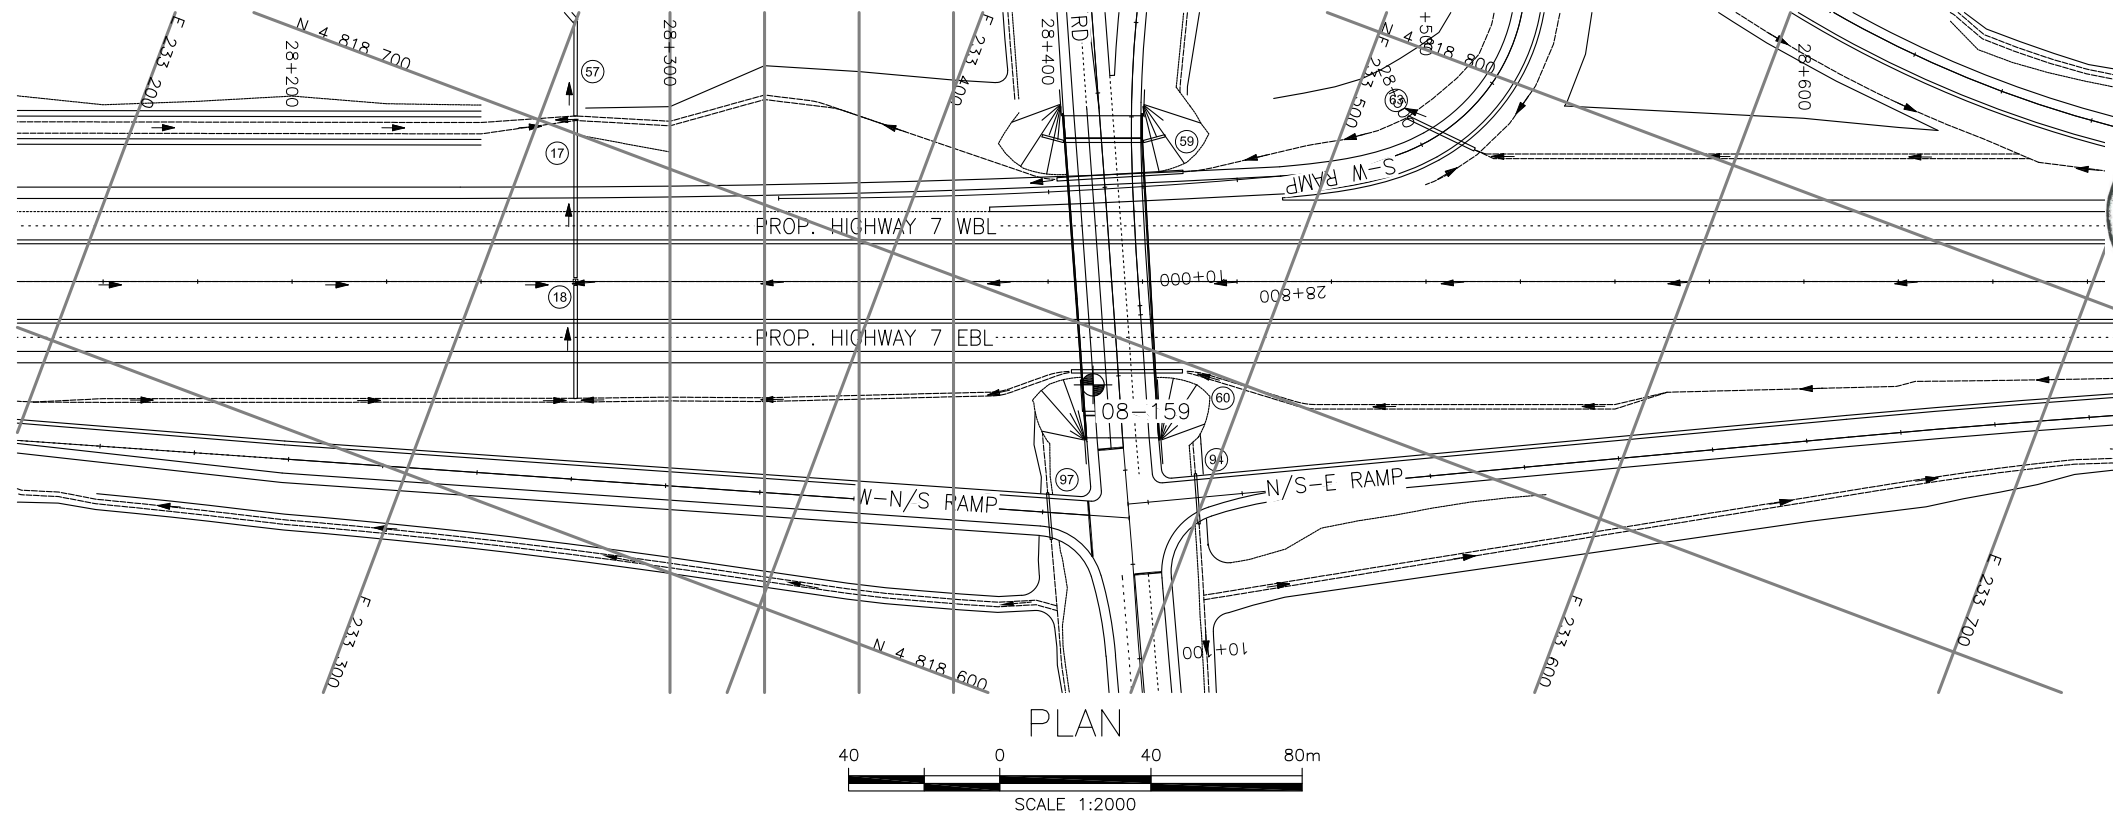 E 233 200
28+200
N 4 818 700
57
28+300
E 233 400
28+400
RD
N 4 818 800
+500
28+500
E 233 500
28+600
63
17
59
S-W RAMP
PROP. HIGHWAY 7 WBL
10+000
28+800
18
PROP. HIGHWAY 7 EBL
08-159
60
94
97
W-N/S RAMP
N/S-E RAMP
E 233 300
N 4 818 600
10+100
E 233 600
E 233 700
PLAN
40 0 40 80m
SCALE 1:2000